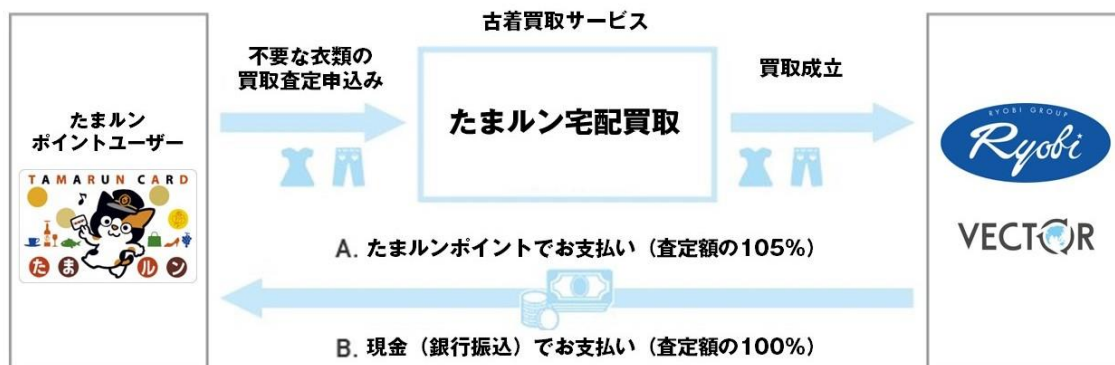 古着買取サービス
不要な衣類の
買取査定申込み
買取成立
たまルン宅配買取
たまルン
ポイントユーザー
TAMARUN CARD
たまルン
RYOBI GROUP
Ryobi
VECTOR
A. たまルンポイントでお支払い（査定額の105%）
B. 現金（銀行振込）でお支払い（査定額の100%）